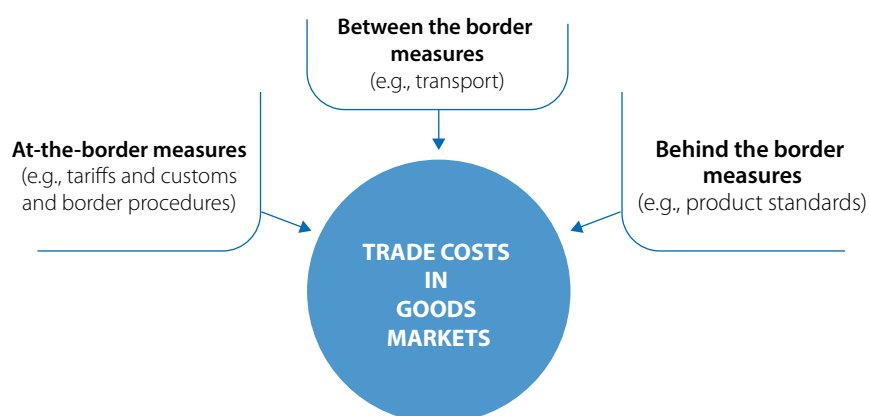 Between the border
measures
(e.g., transport)
At-the-border measures
(e.g., tariffs and customs
and border procedures)
Behind the border
measures
(e.g., product standards)
TRADE COSTS
IN
GOODS
MARKETS